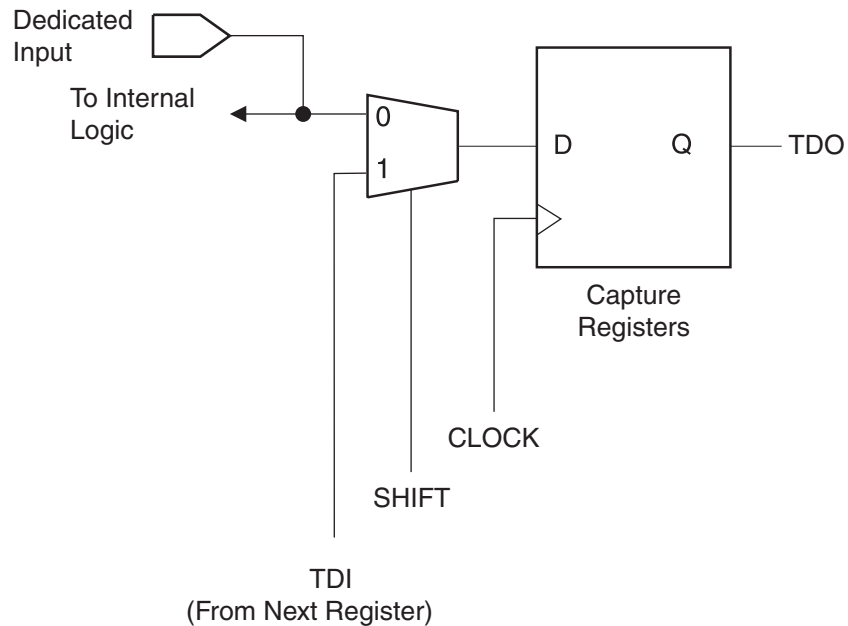 Dedicated
Input
To Internal
Logic
0
1
D
Q
TDO
Capture
Registers
CLOCK
SHIFT
TDI
(From Next Register)